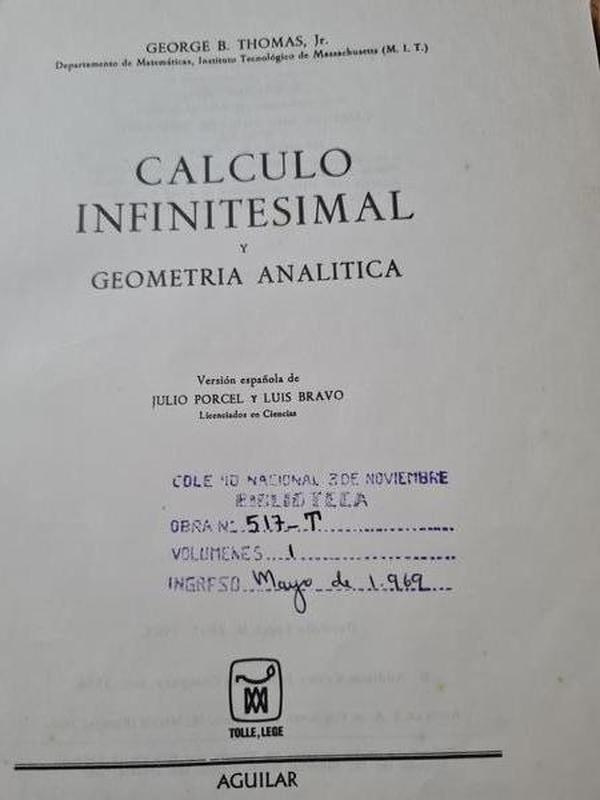 GEORGE B. THOMAS, Jr.
Departamento de Matemáticas, Instituto Tecnológico de Massachusetts (M. I. T.)
CALCULO
INFINITESIMAL
Y
GEOMETRIA ANALITICA
Versión española de
JULIO PORCEL Y LUIS BRAVO
Licenciados en Ciencias
COLEGIO NACIONAL 3 DE NOVIEMBRE
BIBLIOTECA
OBRA Nº 517-T
VOLUMENES 1
INGRESO Mayo de 1.969
TOLLE, LEGE
AGUILAR